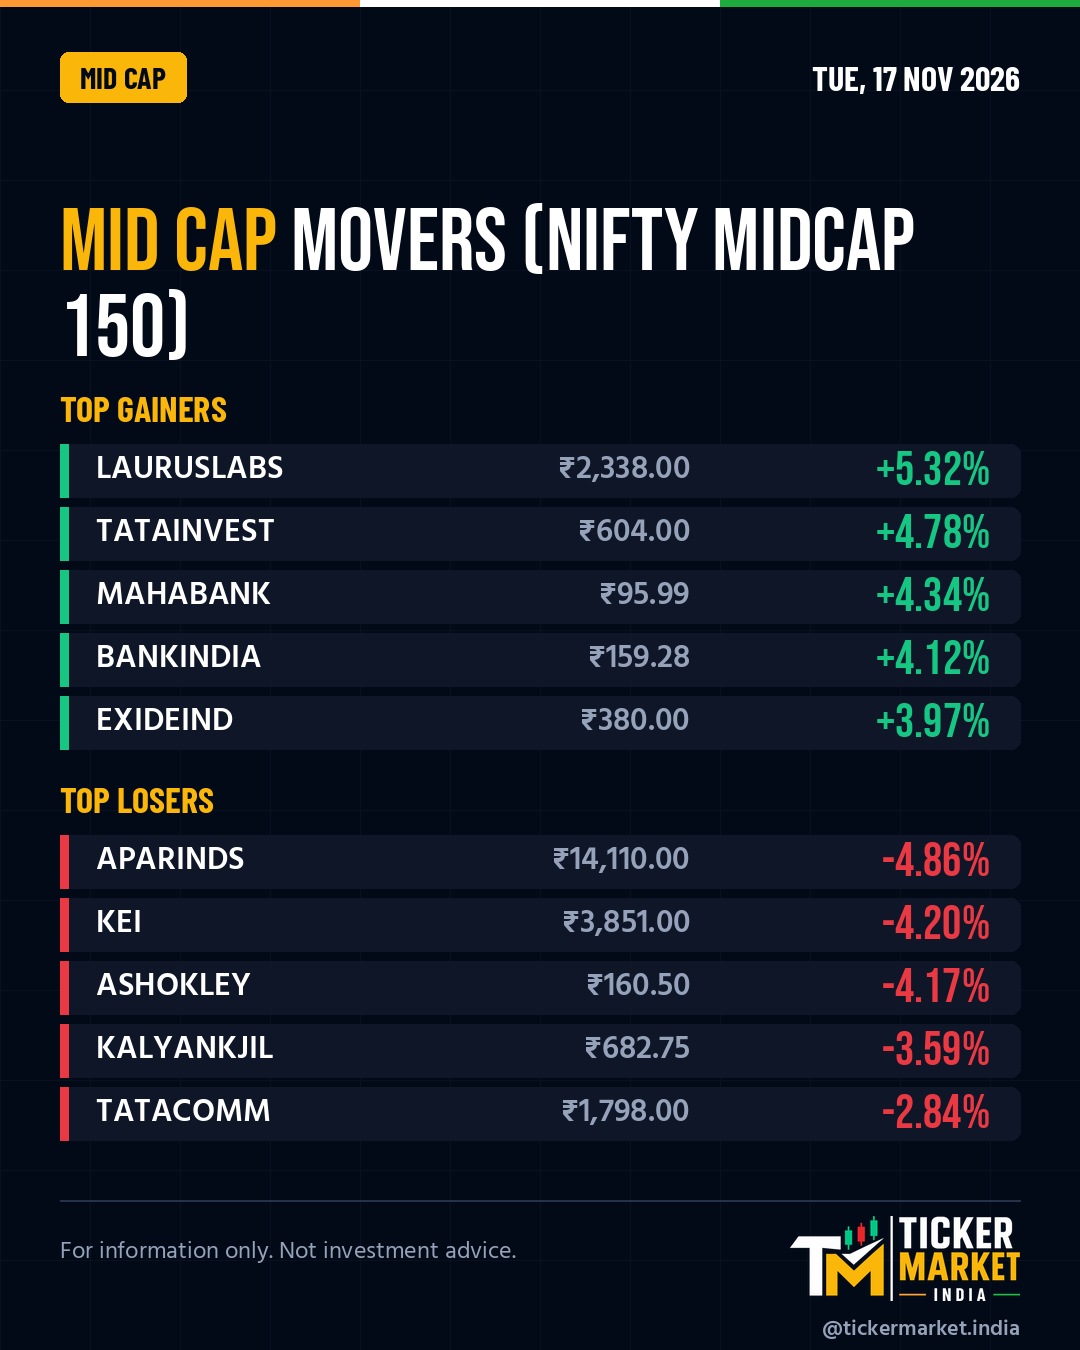 MID CAP
TUE, 17 NOV 2026
MID CAP MOVERS (NIFTY MIDCAP
150)
TOP GAINERS
LAURUSLABS ₹2,338.00 +5.32%
TATAINVEST ₹604.00 +4.78%
MAHABANK ₹95.99 +4.34%
BANKINDIA ₹159.28 +4.12%
EXIDEIND ₹380.00 +3.97%
TOP LOSERS
APARINDS ₹14,110.00 -4.86%
KEI ₹3,851.00 -4.20%
ASHOKLEY ₹160.50 -4.17%
KALYANKJIL ₹682.75 -3.59%
TATACOMM ₹1,798.00 -2.84%
For information only. Not investment advice.
TM
TICKER
MARKET
INDIA
@tickermarket.india